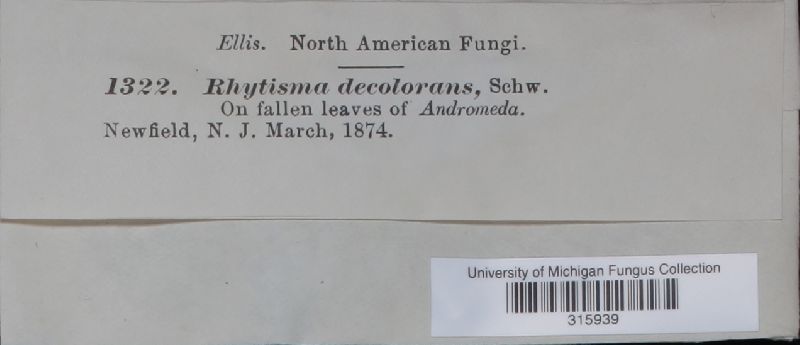 Ellis. North American Fungi.
1322. Rhytisma decolorans, Schw.
On fallen leaves of Andromeda.
Newfield, N. J. March, 1874.
University of Michigan Fungus Collection
315939